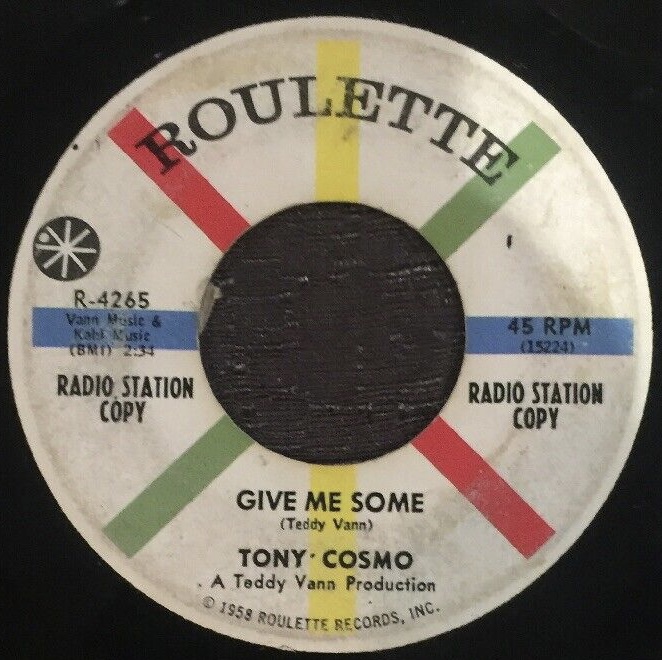 ROULETTE
R-4265
Vann Music &
Kahl Music
(BMI) 2:34
RADIO STATION
COPY
45 RPM
(15224)
RADIO STATION
COPY
GIVE ME SOME
(Teddy Vann)
TONY COSMO
A Teddy Vann Production
© 1958 ROULETTE RECORDS, INC.